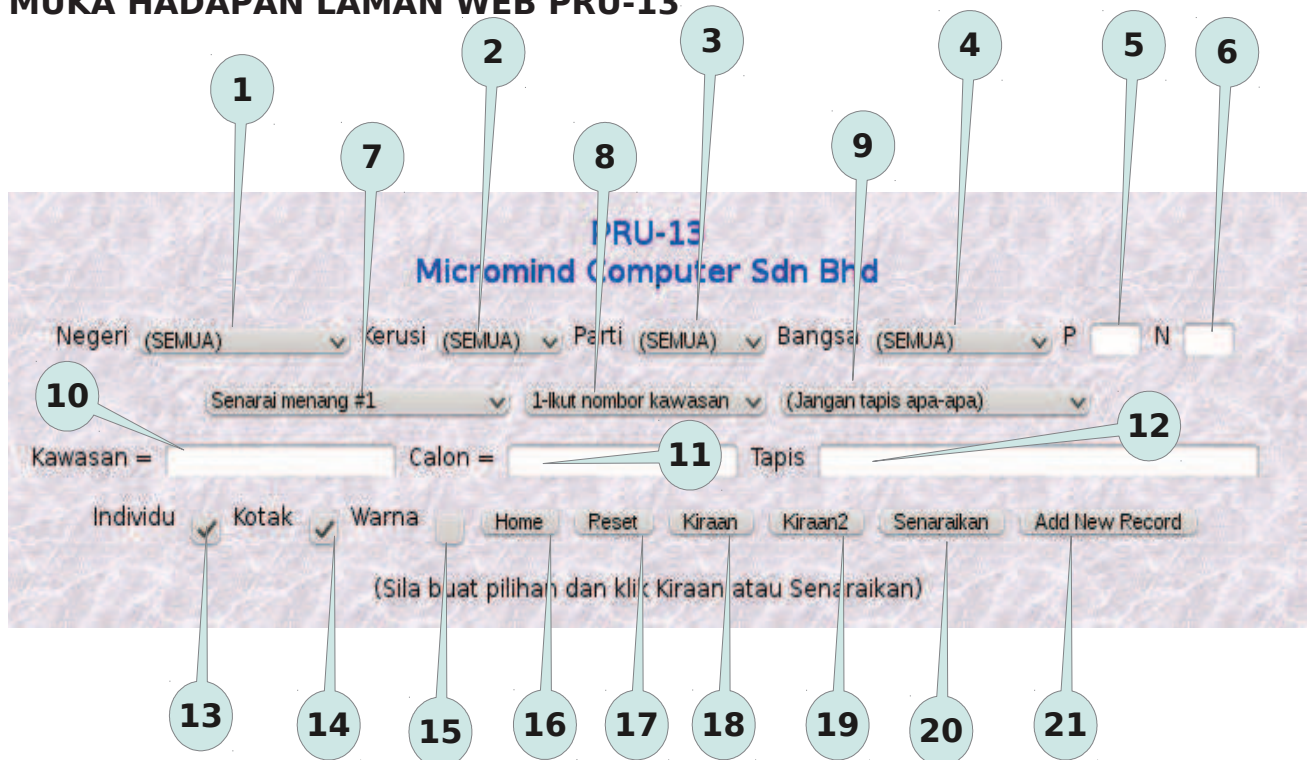 MUKA HADAPAN LAMAN WEB PRU-13
1 2 3 4 5 6
7 8 9
PRU-13
Micromind Computer Sdn Bhd
Negeri (SEMUA) Kerusi (SEMUA) Parti (SEMUA) Bangsa (SEMUA) P N
Senarai menang #1 1-Ikut nombor kawasan (Jangan tapis apa-apa)
10 11 12
Kawasan = Calon = Tapis
Individu Kotak Warna Home Reset Kiraan Kiraan2 Senaraikan Add New Record
(Sila buat pilihan dan klik Kiraan atau Senaraikan)
13 14 15 16 17 18 19 20 21